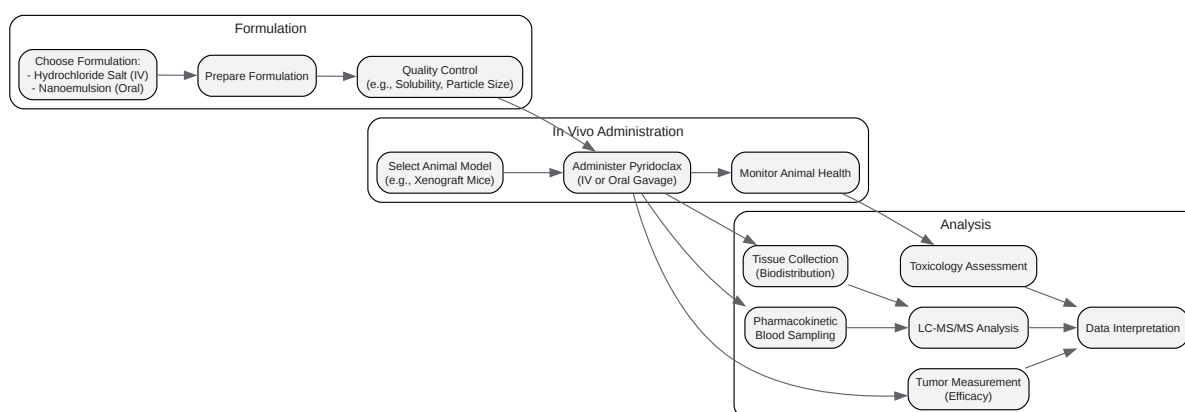 Formulation
Choose Formulation:
- Hydrochloride Salt (IV)
- Nanoemulsion (Oral)
Prepare Formulation
Quality Control
(e.g., Solubility, Particle Size)
In Vivo Administration
Select Animal Model
(e.g., Xenograft Mice)
Administer Pyridoclax
(IV or Oral Gavage)
Monitor Animal Health
Analysis
Tissue Collection
(Biodistribution)
Toxicology Assessment
Pharmacokinetic
Blood Sampling
LC-MS/MS Analysis
Data Interpretation
Tumor Measurement
(Efficacy)